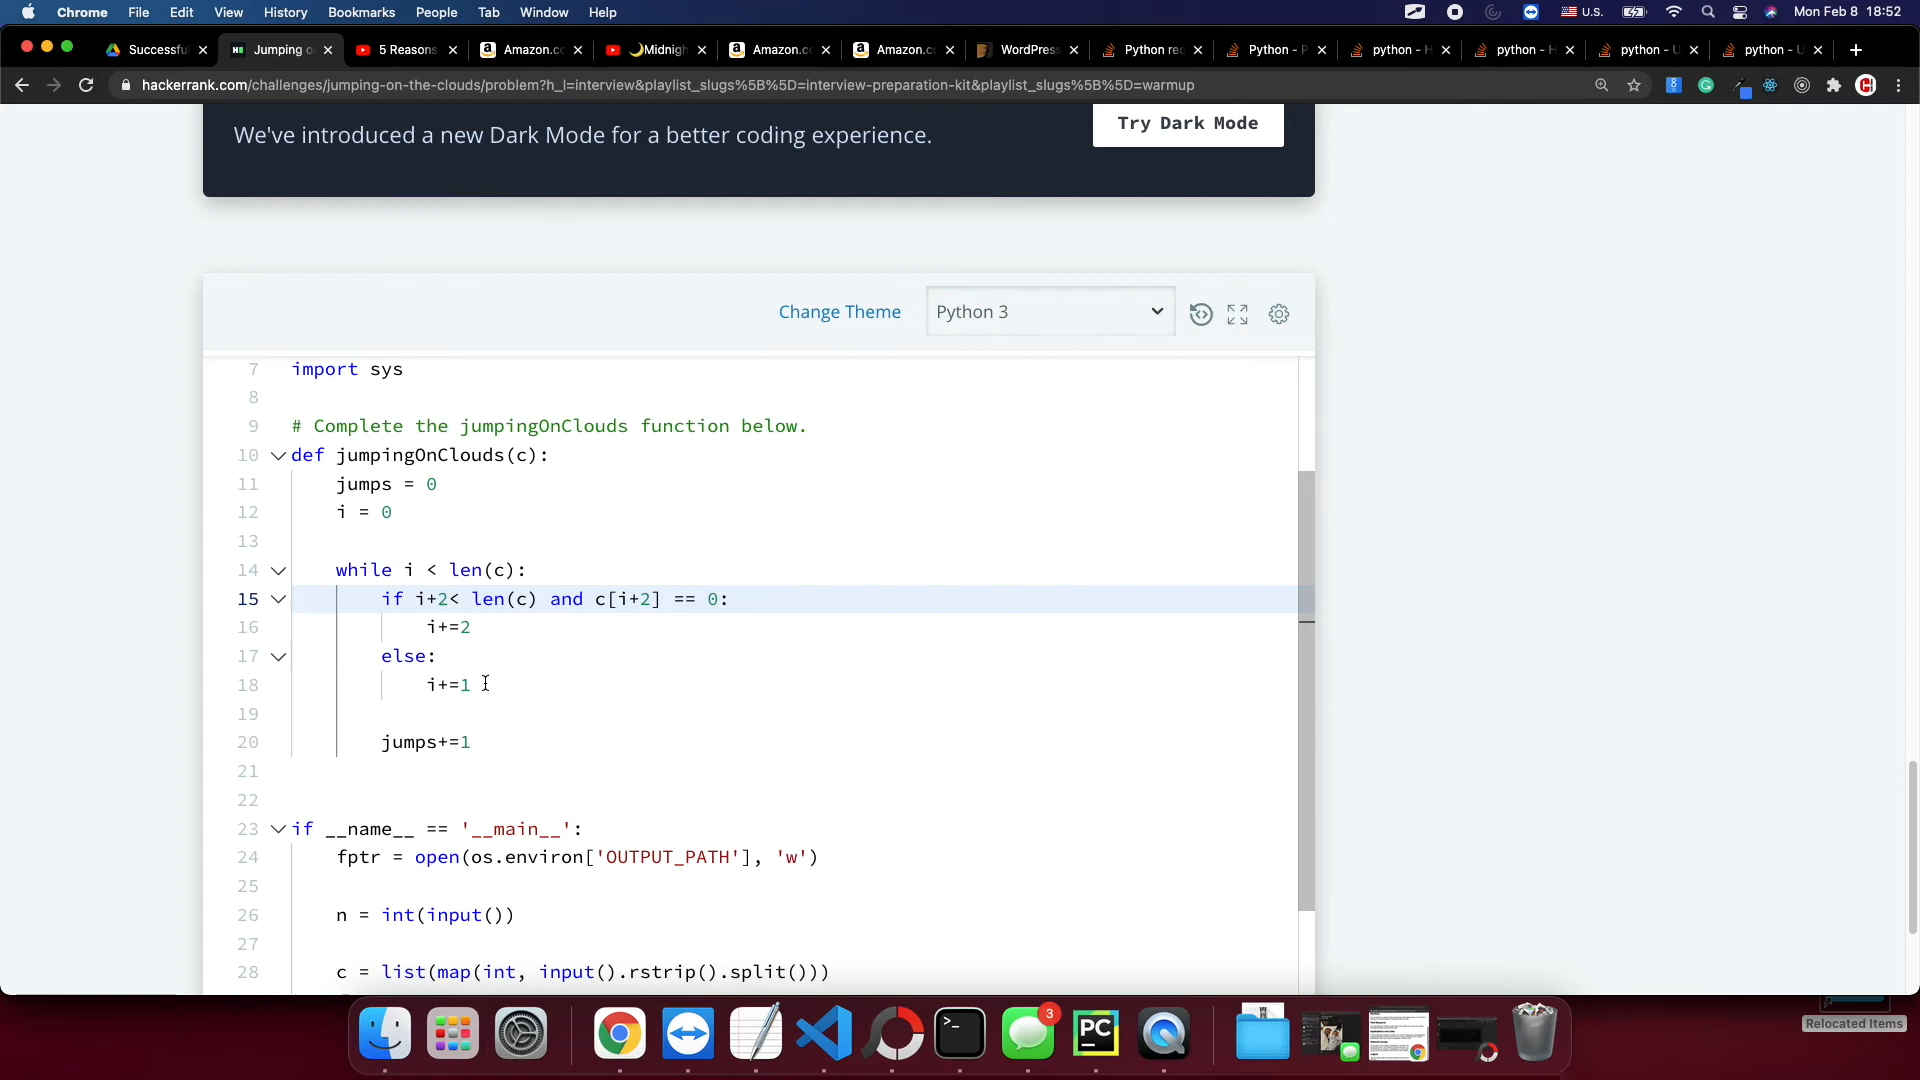 Chrome File Edit View History Bookmarks People Tab Window Help U.S. Mon Feb 8 18:52
Successfu Jumping o 5 Reasons Amazon.co Midnigh Amazon.co Amazon.co WordPress Python rec Python - P python - H python - H python - U python - U
hackerrank.com/challenges/jumping-on-the-clouds/problem?h_l=interview&playlist_slugs%5B%5D=interview-preparation-kit&playlist_slugs%5B%5D=warmup
We've introduced a new Dark Mode for a better coding experience. Try Dark Mode
Change Theme Python 3
7 import sys
8
9 # Complete the jumpingOnClouds function below.
10 def jumpingOnClouds(c):
11 jumps = 0
12 i = 0
13
14 while i < len(c):
15 if i+2< len(c) and c[i+2] == 0:
16 i+=2
17 else:
18 i+=1
19
20 jumps+=1
21
22
23 if __name__ == '__main__':
24 fptr = open(os.environ['OUTPUT_PATH'], 'w')
25
26 n = int(input())
27
28 c = list(map(int, input().rstrip().split()))
3
PC
Relocated Items